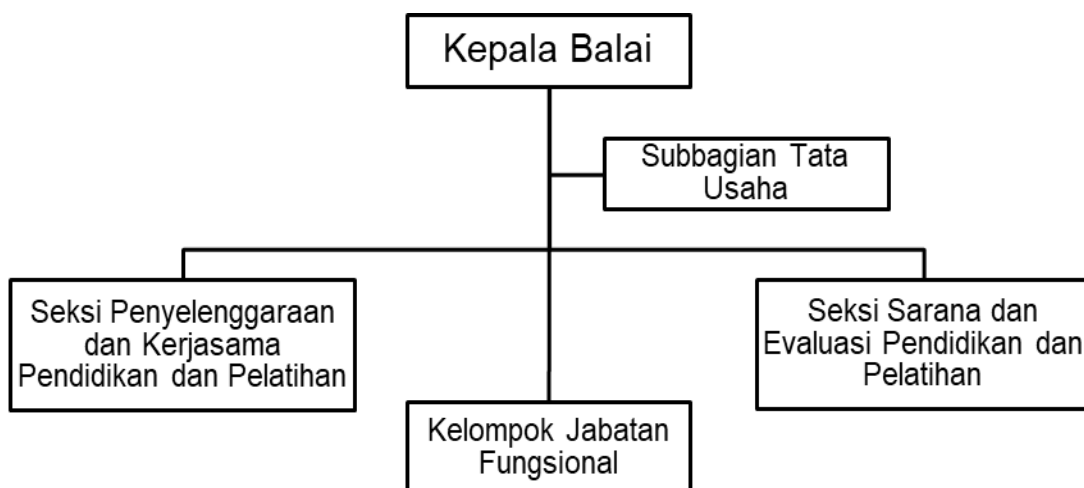 Kepala Balai
Subbagian Tata
Usaha
Seksi Penyelenggaraan
dan Kerjasama
Pendidikan dan Pelatihan
Seksi Sarana dan
Evaluasi Pendidikan dan
Pelatihan
Kelompok Jabatan
Fungsional